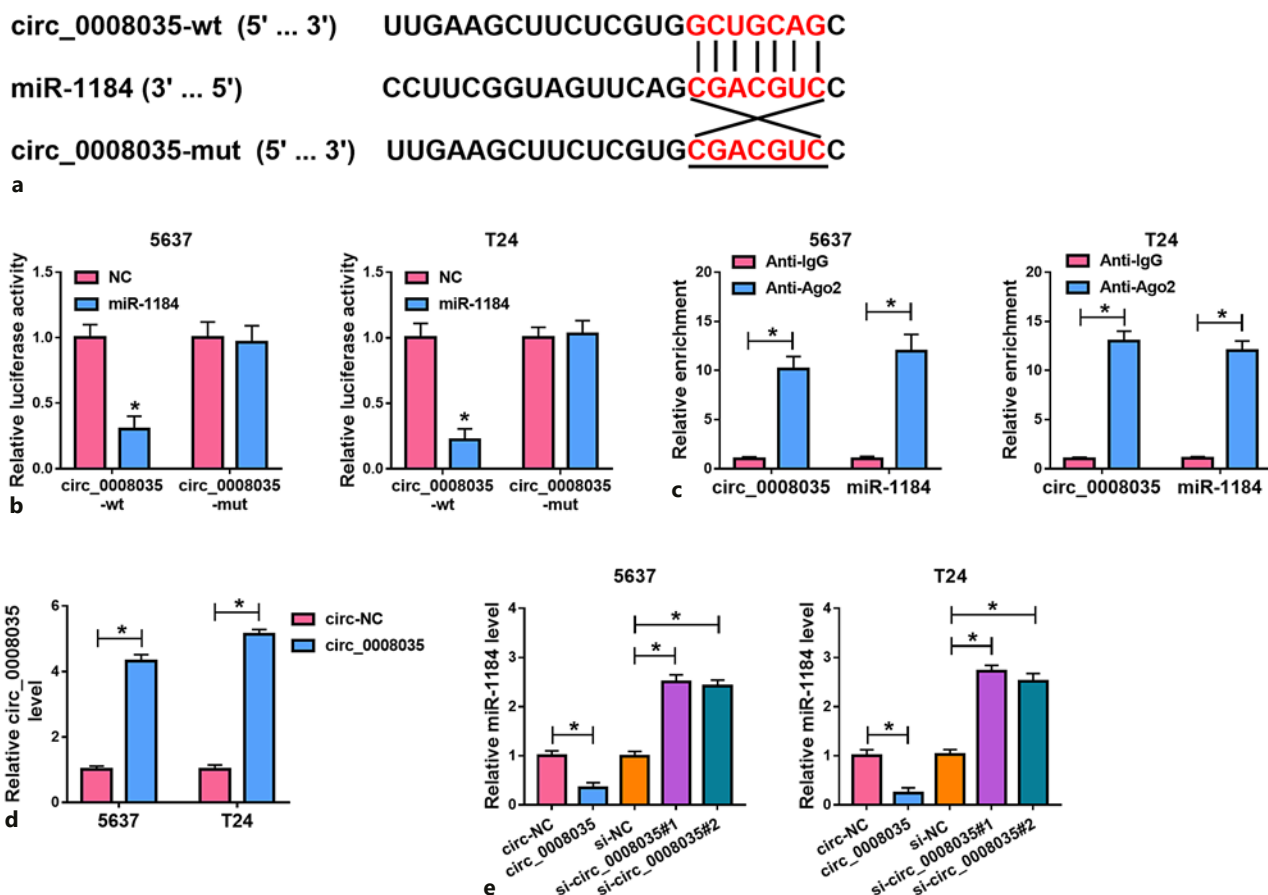 circ_0008035-wt (5' ... 3') UUGAAGCUUCUCGUGGCUGCAGC
miR-1184 (3' ... 5') CCUUCGGUAGUUCAGCGACGUCC
circ_0008035-mut (5' ... 3') UUGAAGCUUCUCGUGCGACGUCC
a
5637
Relative luciferase activity
1.5
1.0
0.5
0.0
NC
miR-1184
*
circ_0008035
-wt
circ_0008035
-mut
b
T24
Relative luciferase activity
1.5
1.0
0.5
0.0
NC
miR-1184
*
circ_0008035
-wt
circ_0008035
-mut
5637
Relative enrichment
20
15
10
5
0
Anti-IgG
Anti-Ago2
*
*
circ_0008035 miR-1184
c
T24
Relative enrichment
20
15
10
5
0
Anti-IgG
Anti-Ago2
*
*
circ_0008035 miR-1184
Relative circ_0008035
level
6
4
2
0
*
*
circ-NC
circ_0008035
5637 T24
d
5637
Relative miR-1184 level
4
3
2
1
0
*
*
*
circ-NC
circ_0008035
si-NC
si-circ_0008035#1
si-circ_0008035#2
e
T24
Relative miR-1184 level
4
3
2
1
0
*
*
*
circ-NC
circ_0008035
si-NC
si-circ_0008035#1
si-circ_0008035#2